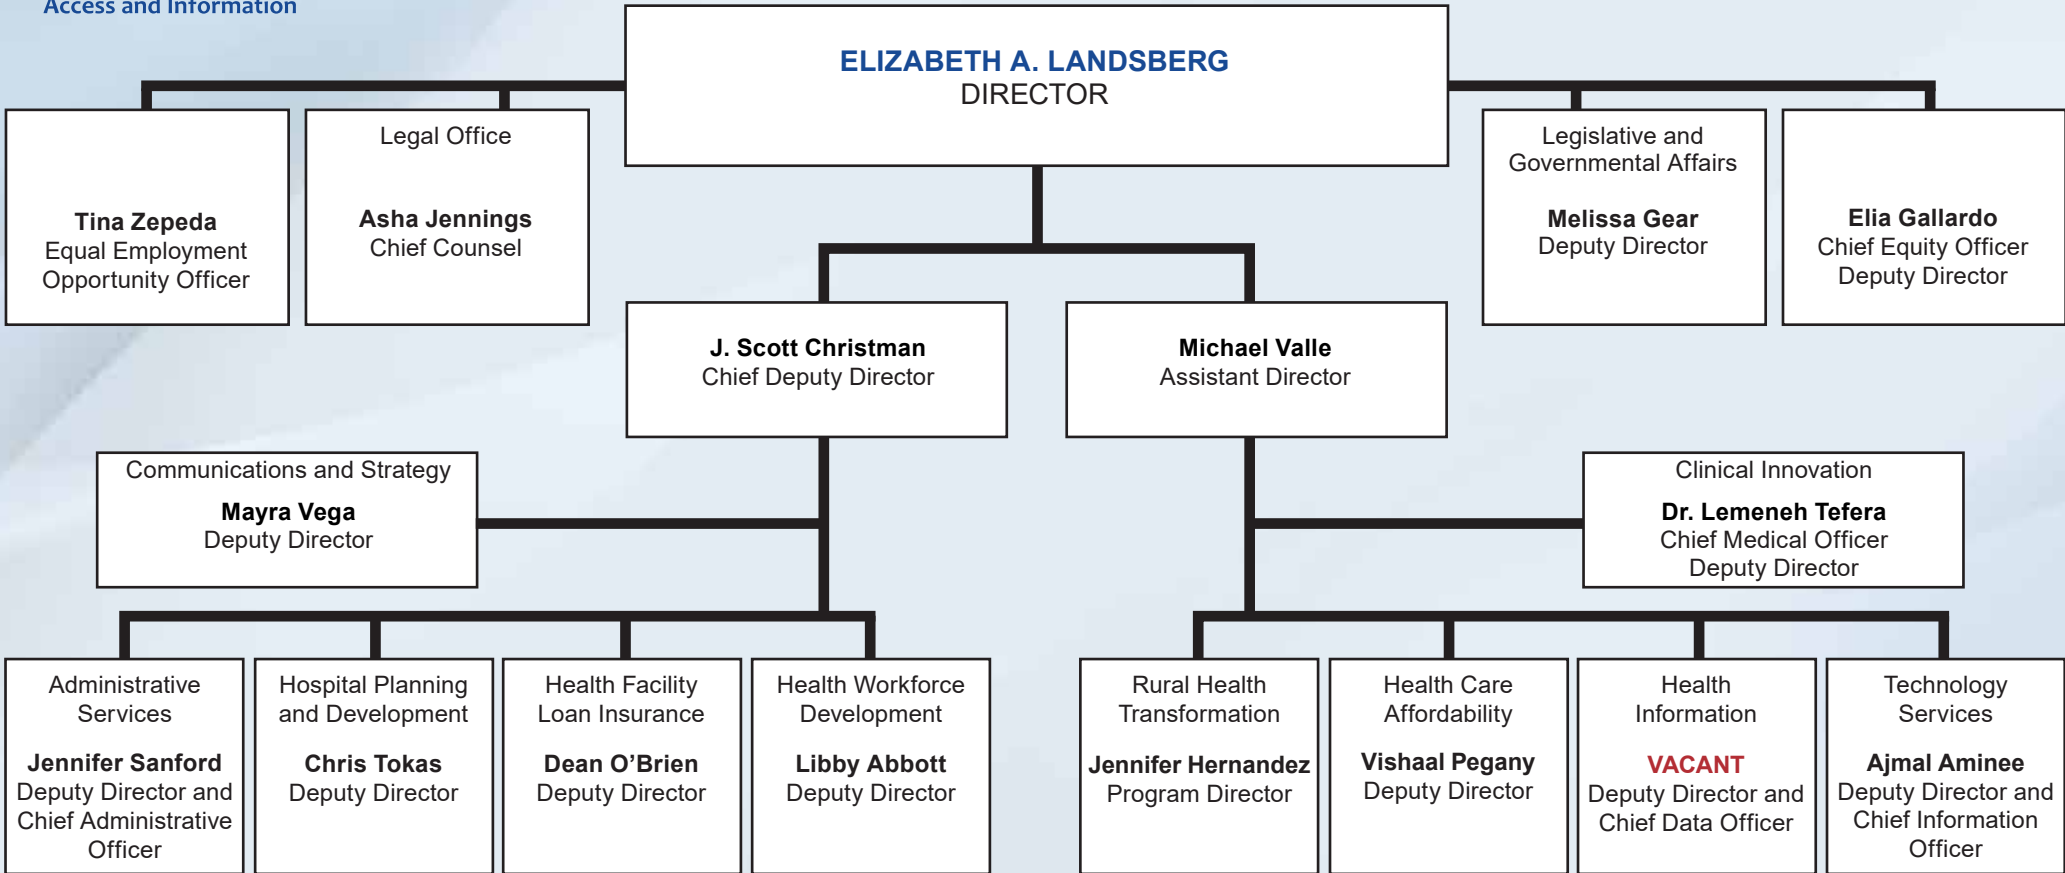 Access and Information
ELIZABETH A. LANDSBERG
DIRECTOR
Tina Zepeda
Equal Employment
Opportunity Officer
Legal Office
Asha Jennings
Chief Counsel
Legislative and
Governmental Affairs
Melissa Gear
Deputy Director
Elia Gallardo
Chief Equity Officer
Deputy Director
J. Scott Christman
Chief Deputy Director
Michael Valle
Assistant Director
Communications and Strategy
Mayra Vega
Deputy Director
Clinical Innovation
Dr. Lemeneh Tefera
Chief Medical Officer
Deputy Director
Administrative
Services
Jennifer Sanford
Deputy Director and
Chief Administrative
Officer
Hospital Planning
and Development
Chris Tokas
Deputy Director
Health Facility
Loan Insurance
Dean O’Brien
Deputy Director
Health Workforce
Development
Libby Abbott
Deputy Director
Rural Health
Transformation
Jennifer Hernandez
Program Director
Health Care
Affordability
Vishaal Pegany
Deputy Director
Health
Information
VACANT
Deputy Director and
Chief Data Officer
Technology
Services
Ajmal Aminee
Deputy Director and
Chief Information
Officer